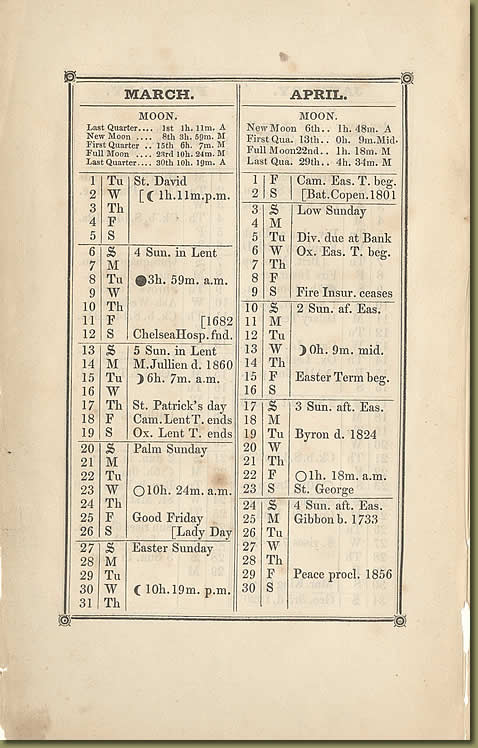 MARCH.
MOON.
Last Quarter.... 1st 1h. 11m. A
New Moon .... 8th 3h. 59m. M
First Quarter .. 15th 6h. 7m. M
Full Moon .... 23rd 10h. 24m. M
Last Quarter.... 30th 10h. 19m. A
1 Tu St. David
2 W [☾1h.11m.p.m.
3 Th
4 F
5 S
6 S 4 Sun. in Lent
7 M
8 Tu ●3h. 59m. a.m.
9 W
10 Th
11 F [1682
12 S ChelseaHosp.fnd.
13 S 5 Sun. in Lent
14 M M.Jullien d. 1860
15 Tu ☽6h. 7m. a.m.
16 W
17 Th St. Patrick's day
18 F Cam.LentT. ends
19 S Ox. Lent T. ends
20 S Palm Sunday
21 M
22 Tu
23 W ○10h. 24m. a.m.
24 Th
25 F Good Friday
26 S [Lady Day
27 S Easter Sunday
28 M
29 Tu
30 W ☾10h.19m. p.m.
31 Th
APRIL.
MOON.
New Moon 6th.. 1h. 48m. A
First Qua. 13th.. 0h. 9m.Mid.
Full Moon22nd.. 1h. 18m. M
Last Qua. 29th.. 4h. 34m. M
1 F Cam. Eas. T. beg.
2 S [Bat.Copen.1801
3 S Low Sunday
4 M
5 Tu Div. due at Bank
6 W Ox. Eas. T. beg.
7 Th
8 F
9 S Fire Insur. ceases
10 S 2 Sun. af. Eas.
11 M
12 Tu
13 W ☽0h. 9m. mid.
14 Th
15 F Easter Term beg.
16 S
17 S 3 Sun. aft. Eas.
18 M
19 Tu Byron d. 1824
20 W
21 Th
22 F ○1h. 18m. a.m.
23 S St. George
24 S 4 Sun. aft. Eas.
25 M Gibbon b. 1733
26 Tu
27 W
28 Th
29 F Peace procl. 1856
30 S